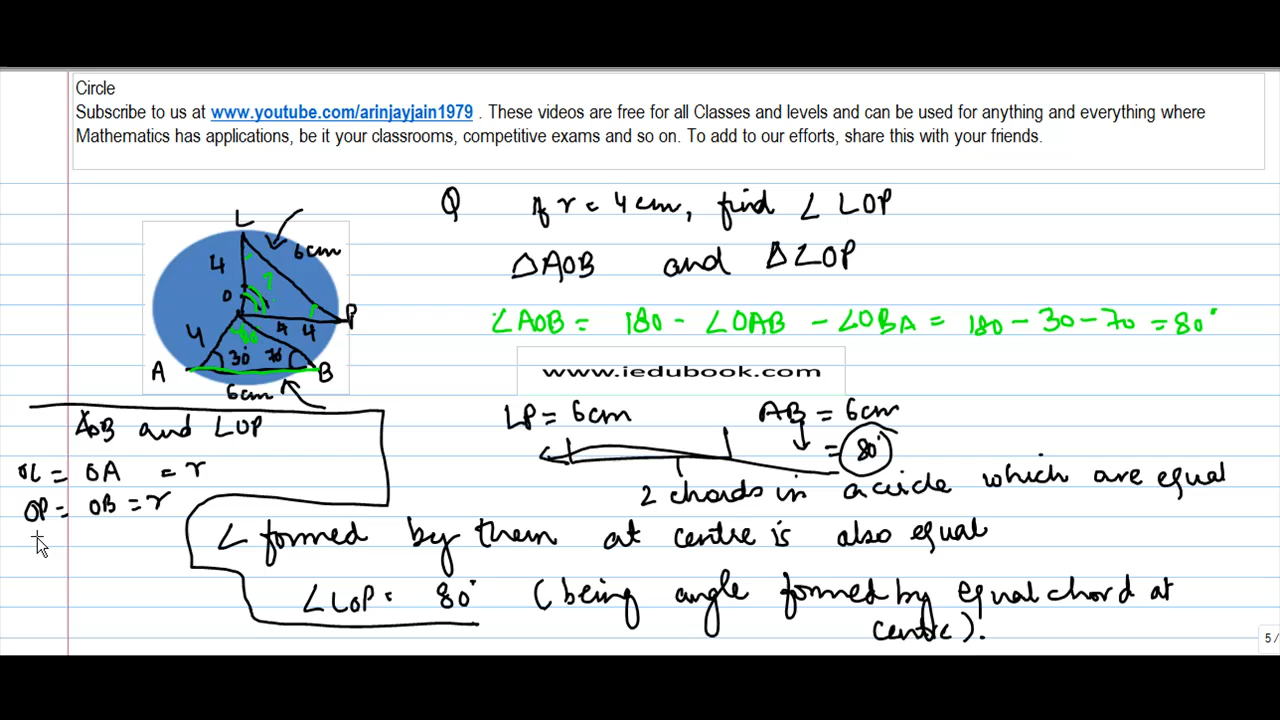 Circle
Subscribe to us at www.youtube.com/arinjayjain1979 . These videos are free for all Classes and levels and can be used for anything and everything where
Mathematics has applications, be it your classrooms, competitive exams and so on. To add to our efforts, share this with your friends.
Q If r = 4cm, find ∠ LOP
L
6cm
4
O
?
P
4
4
A
30°
70
B
6cm
△AOB and △LOP
∠AOB = 180 - ∠OAB - ∠OBA = 180 - 30 - 70 = 80°
www.iedubook.com
LP = 6cm AB = 6cm
= 80°
AOB and LOP
OL = OA = r
OP = OB = r
2 chords in a circle which are equal
∠ formed by them at centre is also equal
∠LOP = 80° (being angle formed by equal chord at
centre).
5/